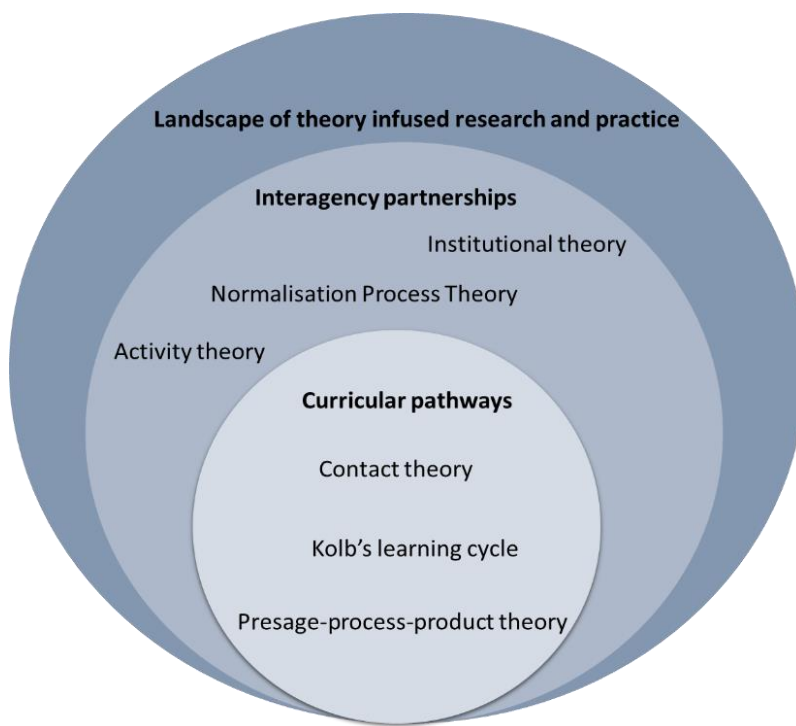 Landscape of theory infused research and practice
Interagency partnerships
Institutional theory
Normalisation Process Theory
Activity theory
Curricular pathways
Contact theory
Kolb's learning cycle
Presage-process-product theory